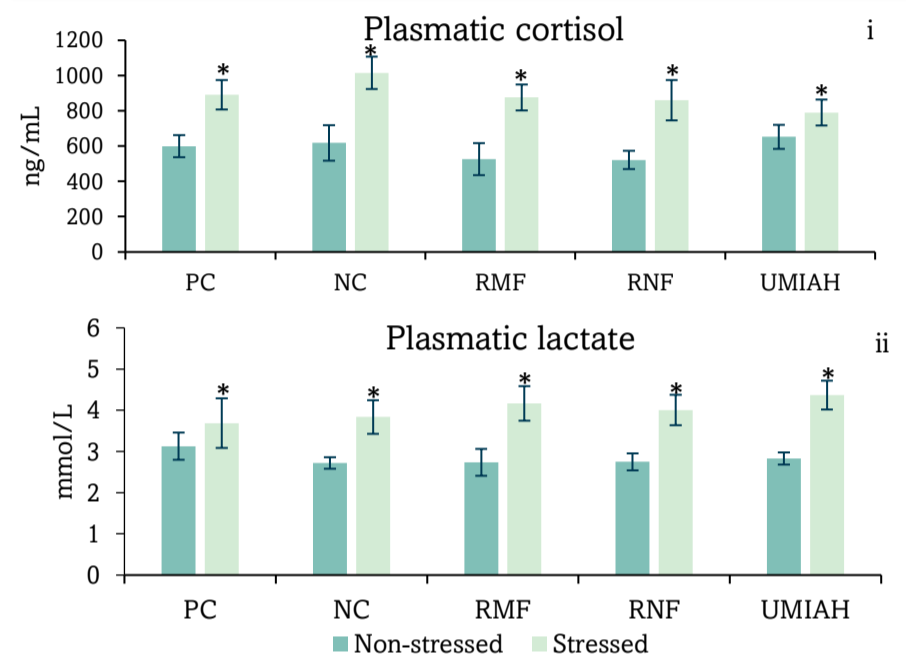 Plasmatic cortisol
i
ng/mL
1200
1000
800
600
400
200
0
* * * * *
PC NC RMF RNF UMIAH
Plasmatic lactate
ii
mmol/L
6
5
4
3
2
1
0
* * * * *
PC NC RMF RNF UMIAH
Non-stressed Stressed